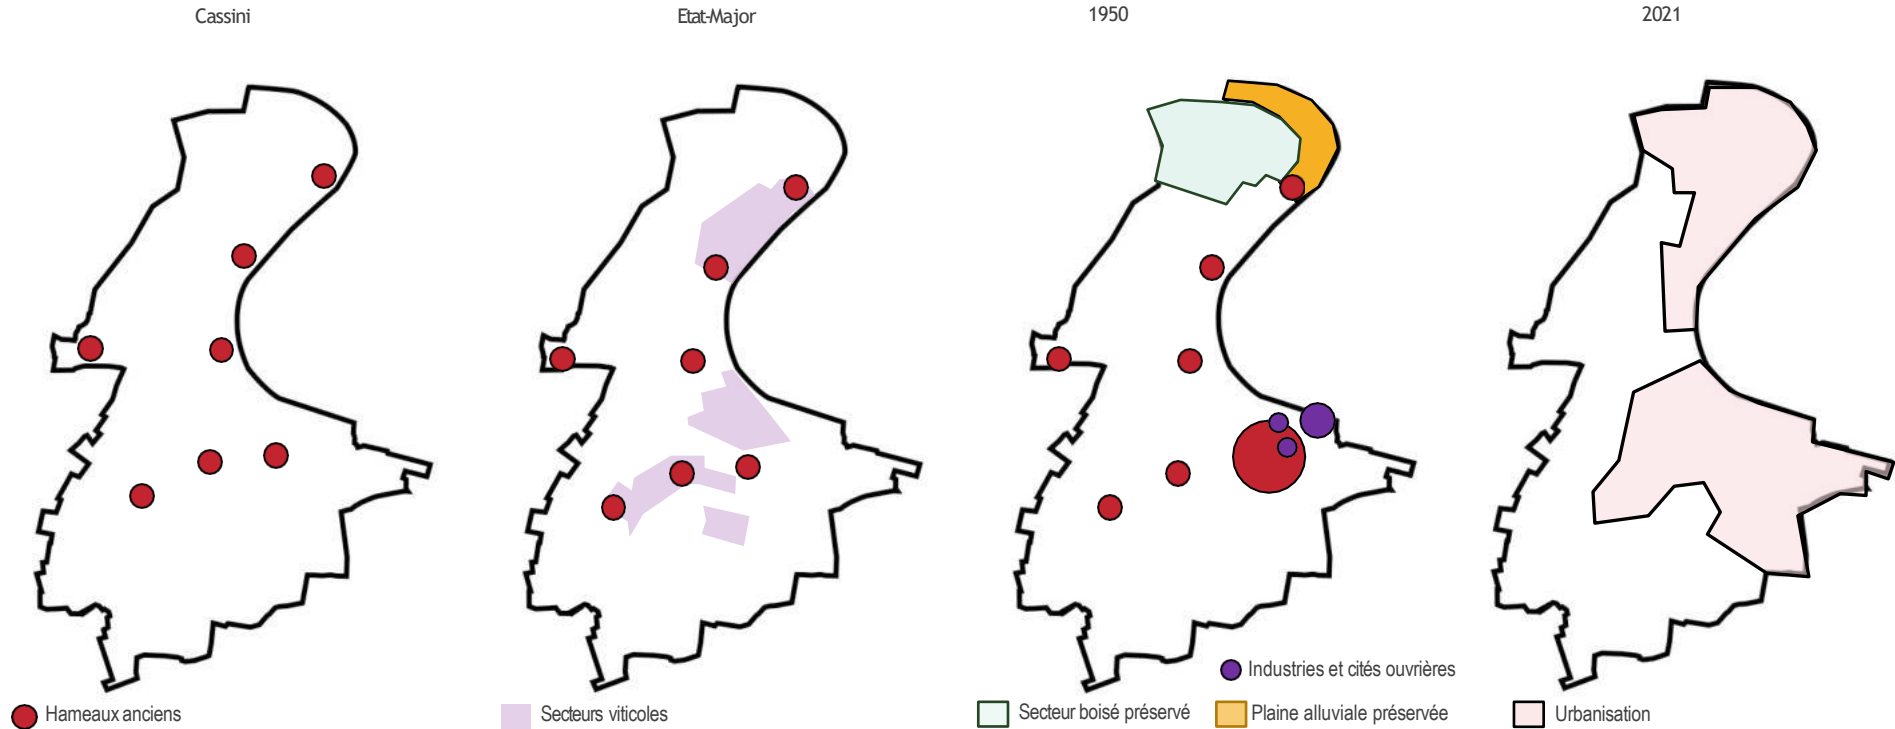 Cassini
Etat-Major
1950
2021
Industries et cités ouvrières
Hameaux anciens
Secteurs viticoles
Secteur boisé préservé
Plaine alluviale préservée
Urbanisation